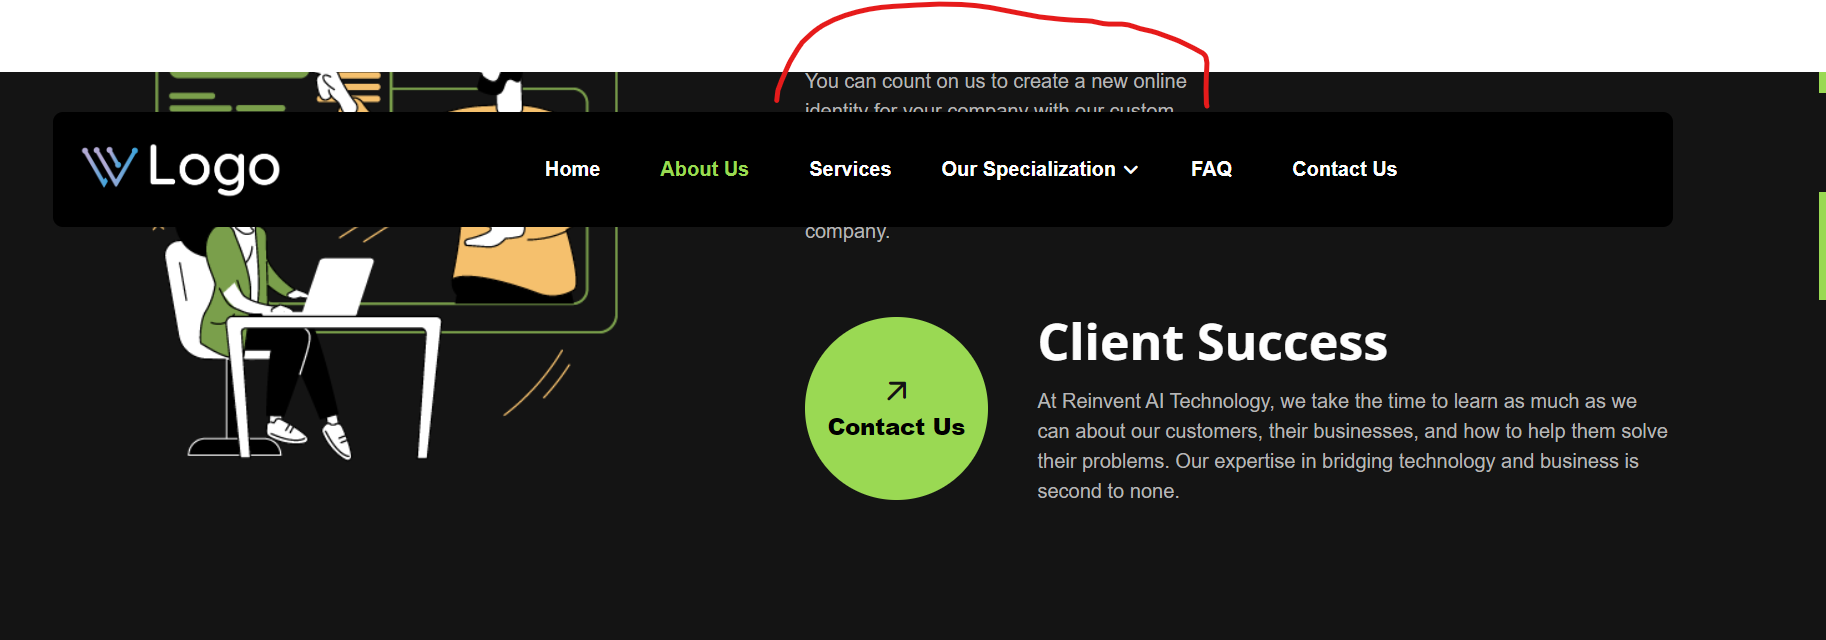 You can count on us to create a new online
identity for your company with our custom
Logo
Home
About Us
Services
Our Specialization
FAQ
Contact Us
company.
Contact Us
Client Success
At Reinvent AI Technology, we take the time to learn as much as we
can about our customers, their businesses, and how to help them solve
their problems. Our expertise in bridging technology and business is
second to none.